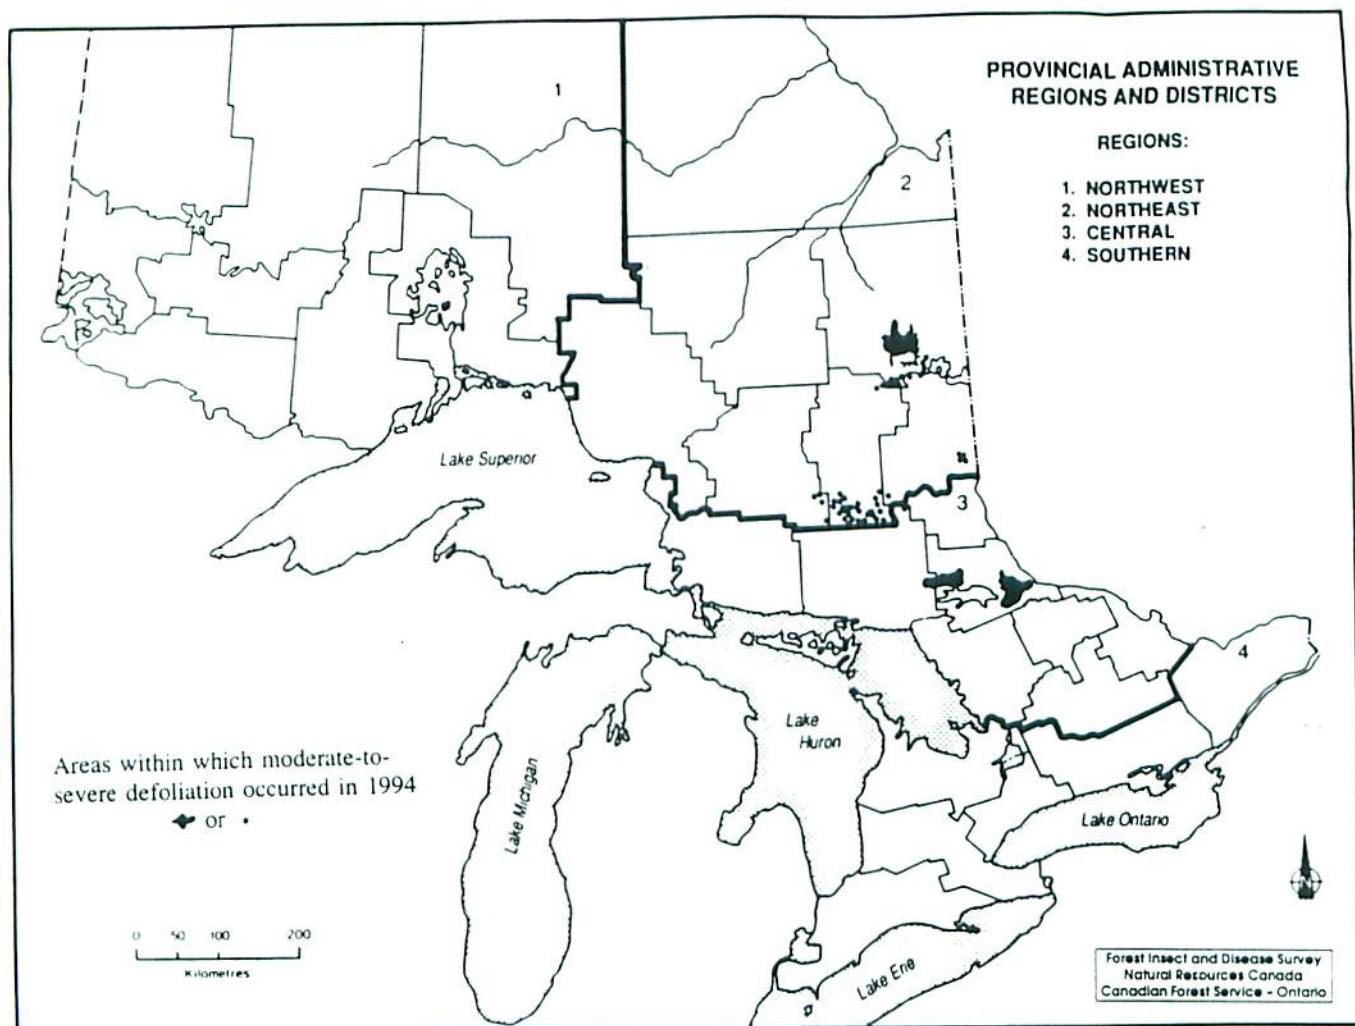 PROVINCIAL ADMINISTRATIVE
REGIONS AND DISTRICTS
REGIONS:
1. NORTHWEST
2. NORTHEAST
3. CENTRAL
4. SOUTHERN
1
2
3
4
Lake Superior
Lake Michigan
Lake
Huron
Lake Ontario
Lake Erie
Areas within which moderate-to-
severe defoliation occurred in 1994
or
0 50 100 200
Kilometres
N
Forest Insect and Disease Survey
Natural Resources Canada
Canadian Forest Service - Ontario